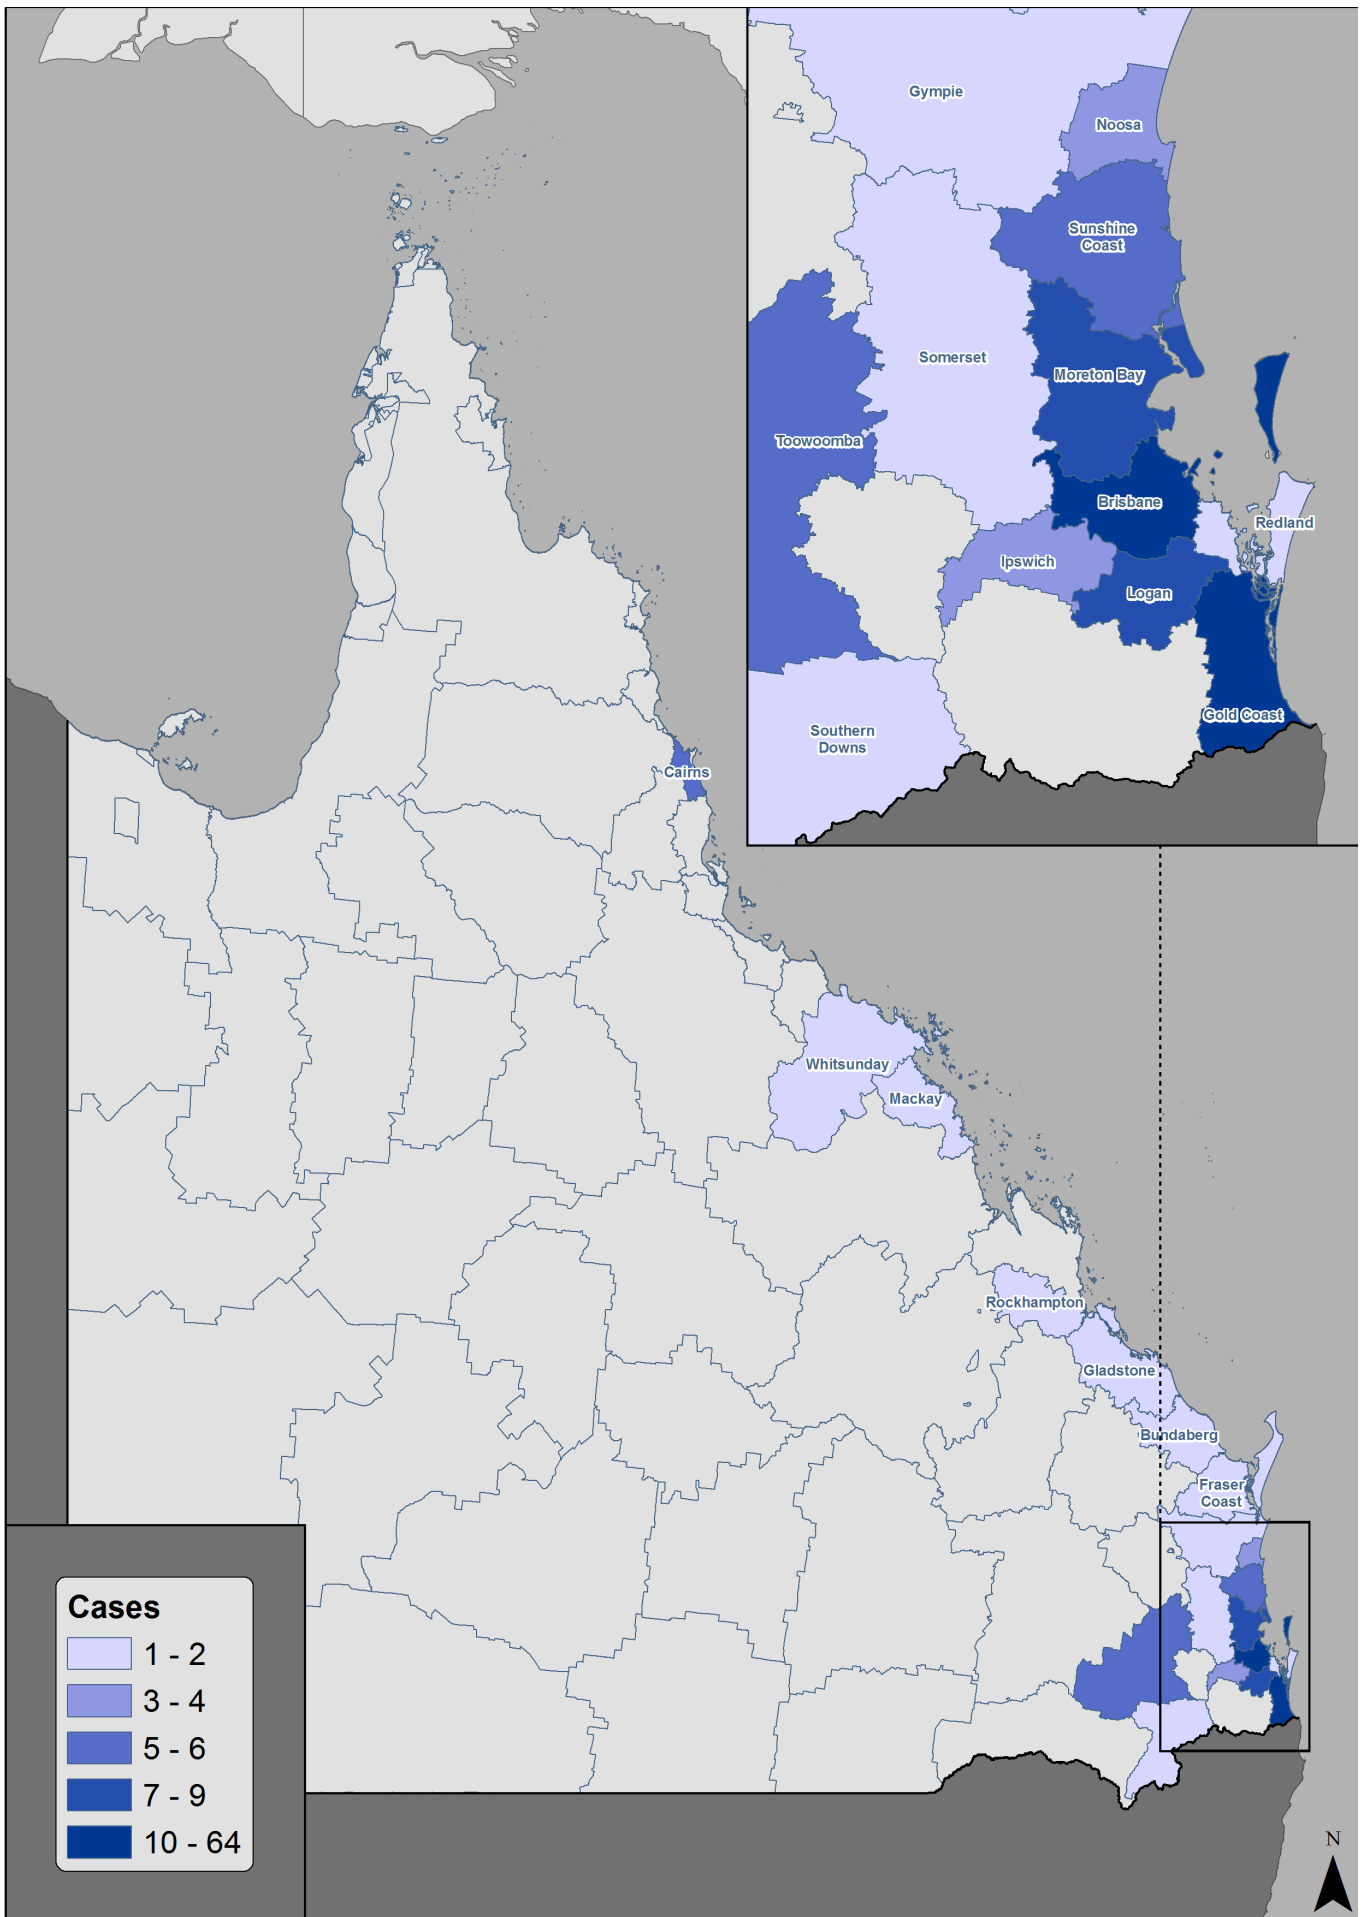 Gympie
Noosa
Sunshine
Coast
Somerset
Moreton Bay
Toowoomba
Brisbane
Redland
Ipswich
Logan
Gold Coast
Southern
Downs
Cairns
Whitsunday
Mackay
Rockhampton
Gladstone
Bundaberg
Fraser
Coast
Cases
1 - 2
3 - 4
5 - 6
7 - 9
10 - 64
N